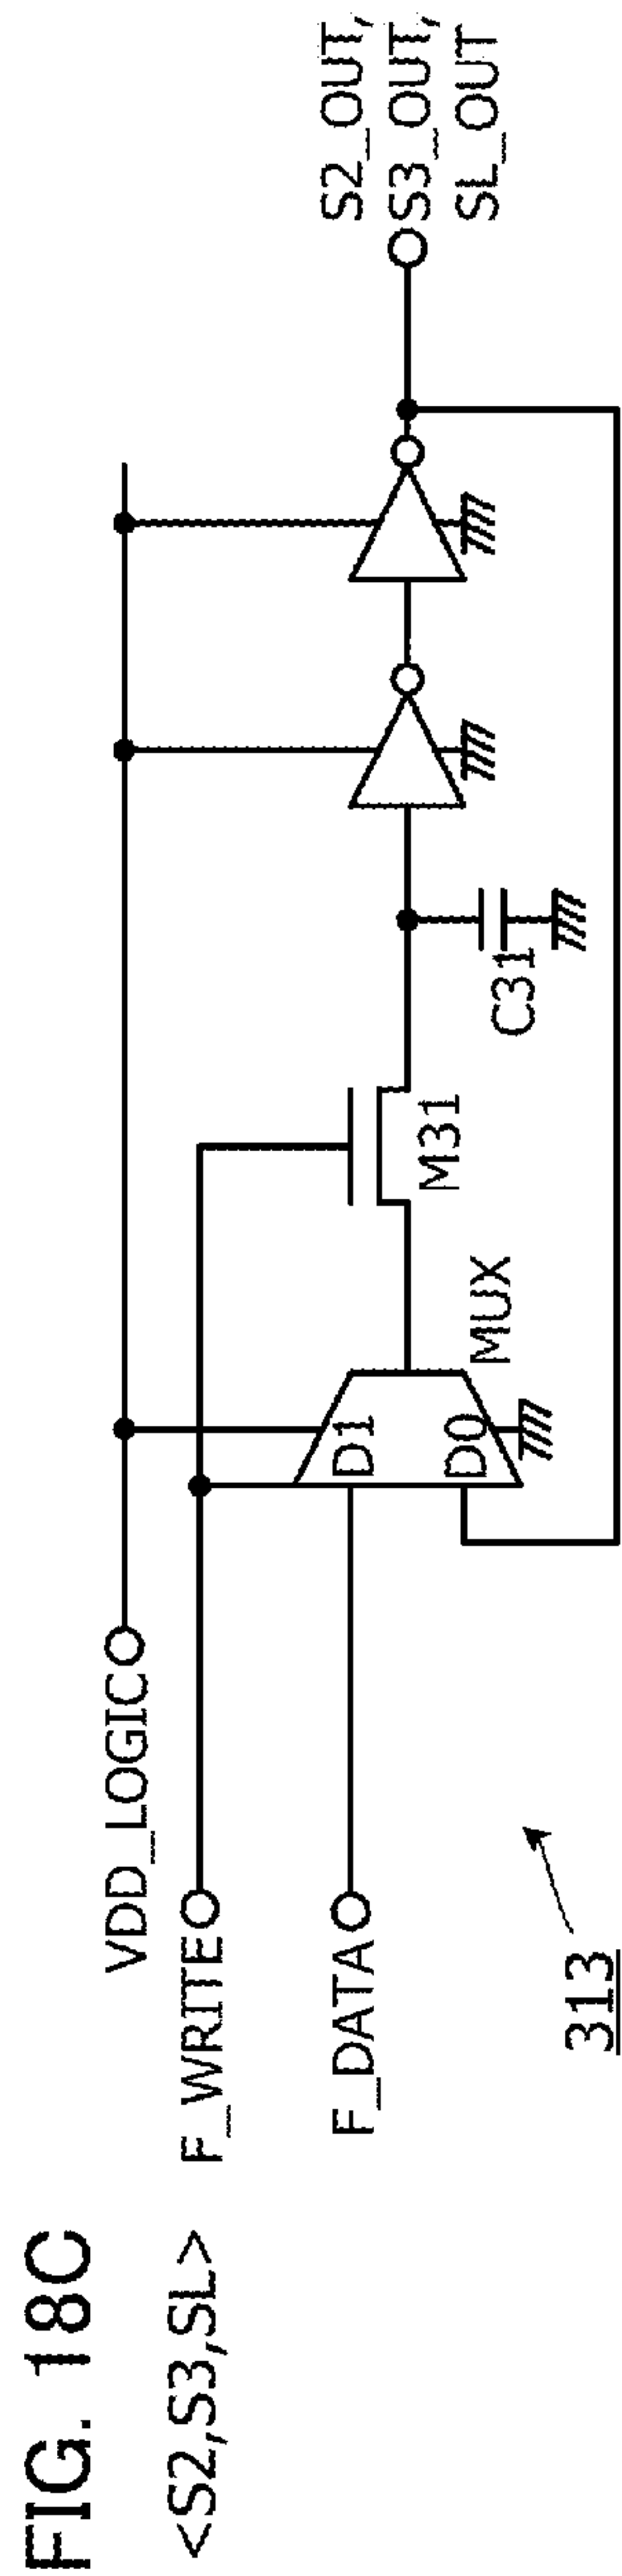 FIG. 18C
<S2,S3,SL>
VDD_LOGIC
F_WRITE
F_DATA
313
D1
D0
MUX
M31
C31
S2_OUT,
S3_OUT,
SL_OUT